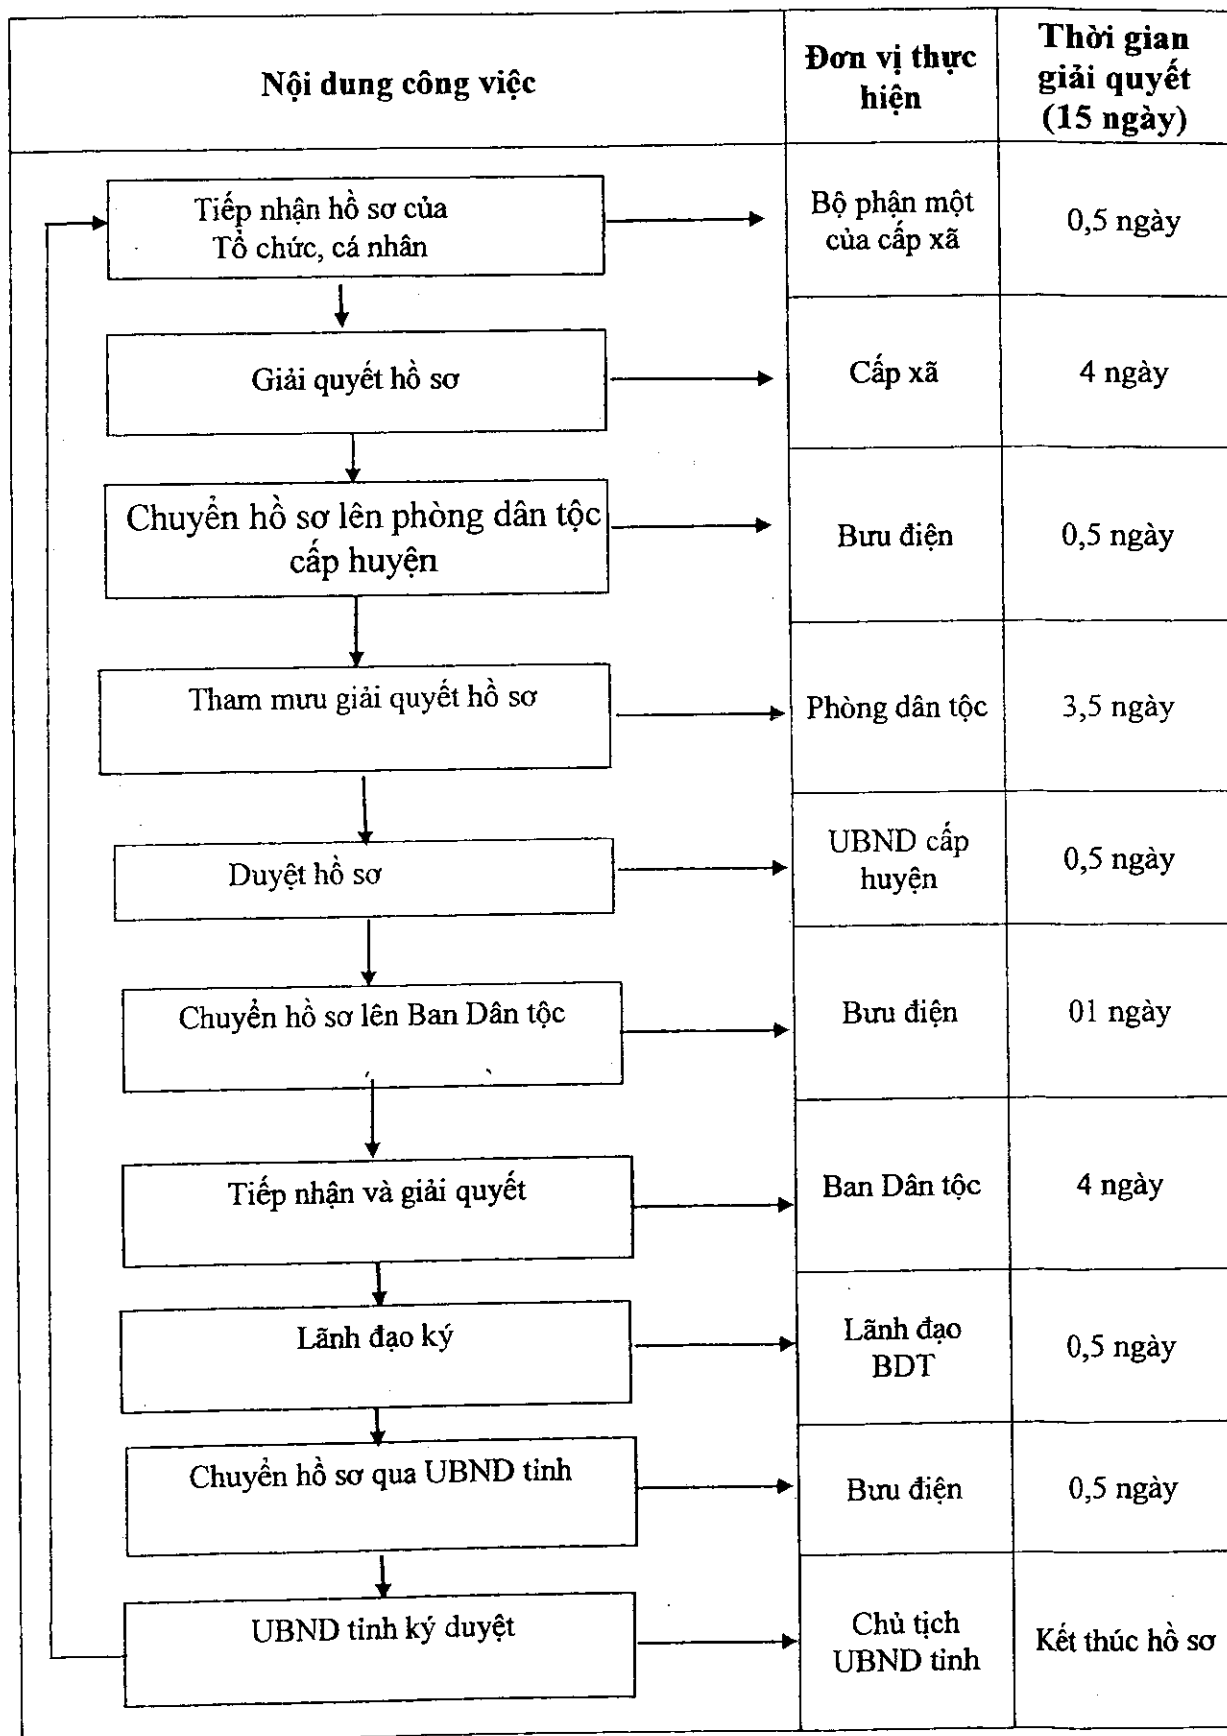 Nội dung công việc
Đơn vị thực
hiện
Thời gian
giải quyết
(15 ngày)
Tiếp nhận hồ sơ của
Tổ chức, cá nhân
Bộ phận một
của cấp xã
0,5 ngày
Giải quyết hồ sơ
Cấp xã
4 ngày
Chuyển hồ sơ lên phòng dân tộc
cấp huyện
Bưu điện
0,5 ngày
Tham mưu giải quyết hồ sơ
Phòng dân tộc
3,5 ngày
Duyệt hồ sơ
UBND cấp
huyện
0,5 ngày
Chuyển hồ sơ lên Ban Dân tộc
Bưu điện
01 ngày
Tiếp nhận và giải quyết
Ban Dân tộc
4 ngày
Lãnh đạo ký
Lãnh đạo
BDT
0,5 ngày
Chuyển hồ sơ qua UBND tỉnh
Bưu điện
0,5 ngày
UBND tỉnh ký duyệt
Chủ tịch
UBND tỉnh
Kết thúc hồ sơ